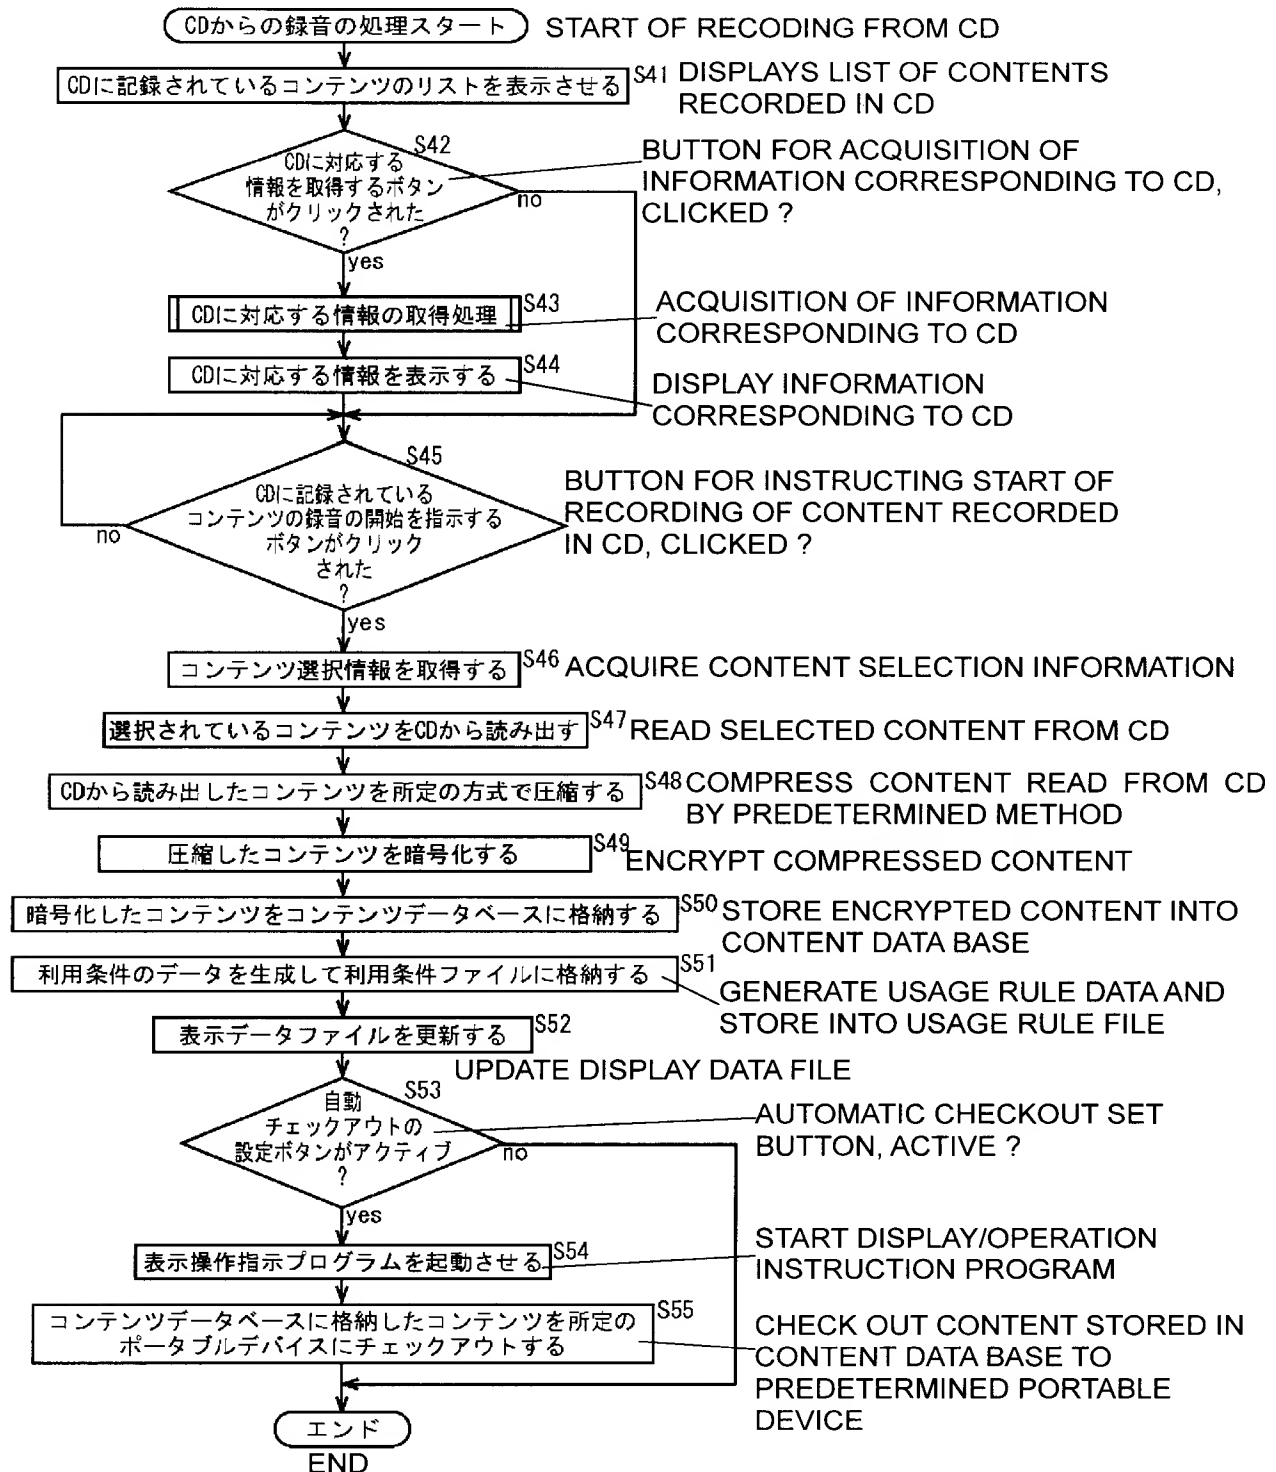 CDからの録音の処理スタート
START OF RECODING FROM CD
CDに記録されているコンテンツのリストを表示させる
S41
DISPLAYS LIST OF CONTENTS
RECORDED IN CD
S42
CDに対応する
情報を取得するボタン
がクリックされた
?
no
yes
BUTTON FOR ACQUISITION OF
INFORMATION CORRESPONDING TO CD,
CLICKED ?
CDに対応する情報の取得処理
S43
ACQUISITION OF INFORMATION
CORRESPONDING TO CD
CDに対応する情報を表示する
S44
DISPLAY INFORMATION
CORRESPONDING TO CD
S45
CDに記録されている
コンテンツの録音の開始を指示する
ボタンがクリック
された
?
no
yes
BUTTON FOR INSTRUCTING START OF
RECORDING OF CONTENT RECORDED
IN CD, CLICKED ?
コンテンツ選択情報を取得する
S46
ACQUIRE CONTENT SELECTION INFORMATION
選択されているコンテンツをCDから読み出す
S47
READ SELECTED CONTENT FROM CD
CDから読み出したコンテンツを所定の方式で圧縮する
S48
COMPRESS CONTENT READ FROM CD
BY PREDETERMINED METHOD
圧縮したコンテンツを暗号化する
S49
ENCRYPT COMPRESSED CONTENT
暗号化したコンテンツをコンテンツデータベースに格納する
S50
STORE ENCRYPTED CONTENT INTO
CONTENT DATA BASE
利用条件のデータを生成して利用条件ファイルに格納する
S51
GENERATE USAGE RULE DATA AND
STORE INTO USAGE RULE FILE
表示データファイルを更新する
S52
UPDATE DISPLAY DATA FILE
S53
自動
チェックアウトの
設定ボタンがアクティブ
?
no
yes
AUTOMATIC CHECKOUT SET
BUTTON, ACTIVE ?
表示操作指示プログラムを起動させる
S54
START DISPLAY/OPERATION
INSTRUCTION PROGRAM
コンテンツデータベースに格納したコンテンツを所定の
ポータブルデバイスにチェックアウトする
S55
CHECK OUT CONTENT STORED IN
CONTENT DATA BASE TO
PREDETERMINED PORTABLE
DEVICE
エンド
END